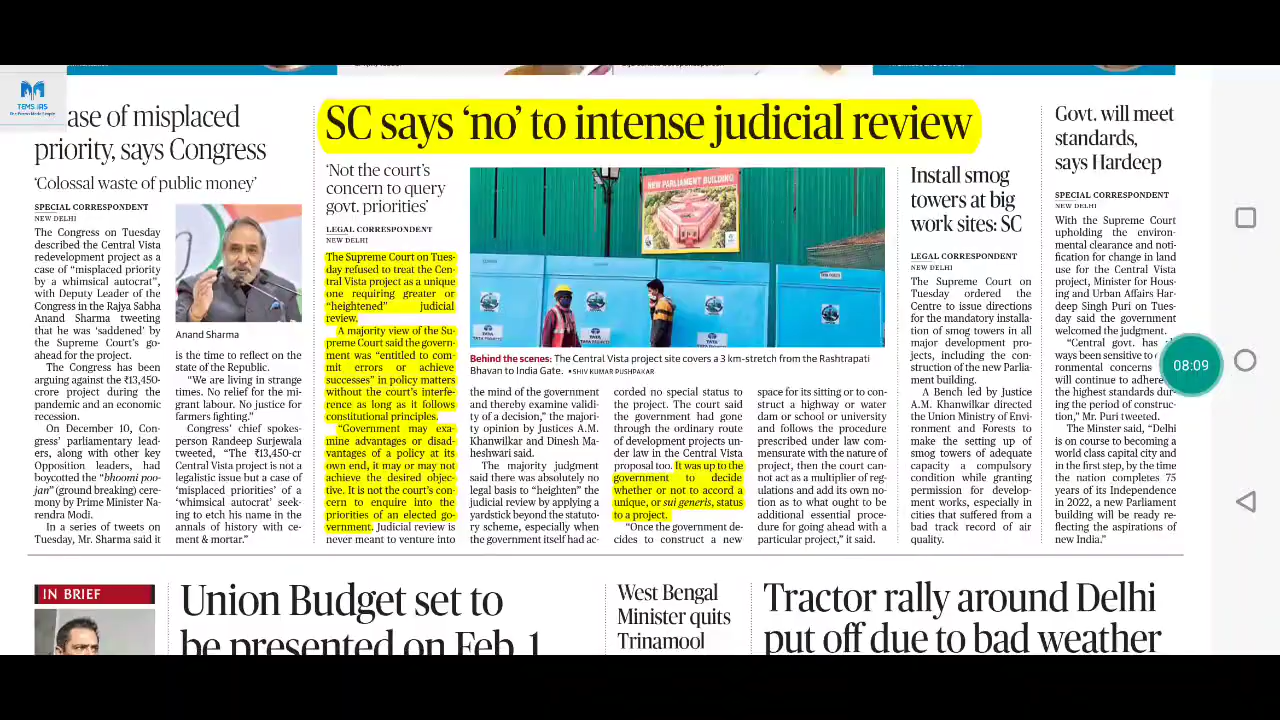 TEMS IAS
ase of misplaced
priority, says Congress
‘Colossal waste of public money’
SPECIAL CORRESPONDENT
NEW DELHI
The Congress on Tuesday
described the Central Vista
redevelopment project as a
case of “misplaced priority
by a whimsical autocrat”,
with Deputy Leader of the
Congress in the Rajya Sabha
Anand Sharma tweeting
that he was ‘saddened’ by
the Supreme Court’s go-
ahead for the project.
The Congress has been
arguing against the ₹13,450-
crore project during the
pandemic and an economic
recession.
On December 10, Con-
gress’ parliamentary lead-
ers, along with other key
Opposition leaders, had
boycotted the “bhoomi poo-
jan” (ground breaking) cere-
mony by Prime Minister Na-
rendra Modi.
In a series of tweets on
Tuesday, Mr. Sharma said it
Anand Sharma
is the time to reflect on the
state of the Republic.
“We are living in strange
times. No relief for the mi-
grant labour. No justice for
farmers fighting.”
Congress’ chief spokes-
person Randeep Surjewala
tweeted, “The ₹13,450-cr
Central Vista project is not a
legalistic issue but a case of
‘misplaced priorities’ of a
‘whimsical autocrat’ seek-
ing to etch his name in the
annals of history with ce-
ment & mortar.”
SC says ‘no’ to intense judicial review
‘Not the court’s
concern to query
govt. priorities’
LEGAL CORRESPONDENT
NEW DELHI
The Supreme Court on Tues-
day refused to treat the Cen-
tral Vista project as a unique
one requiring greater or
“heightened” judicial
review.
A majority view of the Su-
preme Court said the govern-
ment was “entitled to com-
mit errors or achieve
successes” in policy matters
without the court’s interfe-
rence as long as it follows
constitutional principles.
“Government may exa-
mine advantages or disad-
vantages of a policy at its
own end, it may or may not
achieve the desired objec-
tive. It is not the court’s con-
cern to enquire into the
priorities of an elected go-
vernment. Judicial review is
never meant to venture into
NEW PARLIAMENT BUILDING
Behind the scenes: The Central Vista project site covers a 3 km-stretch from the Rashtrapati
Bhavan to India Gate. •SHIV KUMAR PUSHPAKAR
the mind of the government
and thereby examine validi-
ty of a decision,” the majori-
ty opinion by Justices A.M.
Khanwilkar and Dinesh Ma-
heshwari said.
The majority judgment
said there was absolutely no
legal basis to “heighten” the
judicial review by applying a
yardstick beyond the statuto-
ry scheme, especially when
the government itself had ac-
corded no special status to
the project. The court said
the government had gone
through the ordinary route
of development projects un-
der law in the Central Vista
proposal too. It was up to the
government to decide
whether or not to accord a
unique, or sui generis, status
to a project.
“Once the government de-
cides to construct a new
space for its sitting or to con-
struct a highway or water
dam or school or university
and follows the procedure
prescribed under law com-
mensurate with the nature of
project, then the court can-
not act as a multiplier of reg-
ulations and add its own no-
tion as to what ought to be
additional essential proce-
dure for going ahead with a
particular project,” it said.
Install smog
towers at big
work sites: SC
LEGAL CORRESPONDENT
NEW DELHI
The Supreme Court on
Tuesday ordered the
Centre to issue directions
for the mandatory installa-
tion of smog towers in all
major development pro-
jects, including the con-
struction of the new Parlia-
ment building.
A Bench led by Justice
A.M. Khanwilkar directed
the Union Ministry of Envi-
ronment and Forests to
make the setting up of
smog towers of adequate
capacity a compulsory
condition while granting
permission for develop-
ment works, especially in
cities that suffered from a
bad track record of air
quality.
Govt. will meet
standards,
says Hardeep
SPECIAL CORRESPONDENT
NEW DELHI
With the Supreme Court
upholding the environ-
mental clearance and noti-
fication for change in land
use for the Central Vista
project, Minister for Hous-
ing and Urban Affairs Har-
deep Singh Puri on Tues-
day said the government
welcomed the judgment.
“Central govt. has
ways been sensitive to
ronmental concerns
will continue to adhere
the highest standards dur-
ing the period of construc-
tion,” Mr. Puri tweeted.
The Minster said, “Delhi
is on course to becoming a
world class capital city and
in the first step, by the time
the nation completes 75
years of its Independence
in 2022, a new Parliament
building will be ready re-
flecting the aspirations of
new India.”
08:09
IN BRIEF
Union Budget set to
be presented on Feb. 1
West Bengal
Minister quits
Trinamool
Tractor rally around Delhi
put off due to bad weather